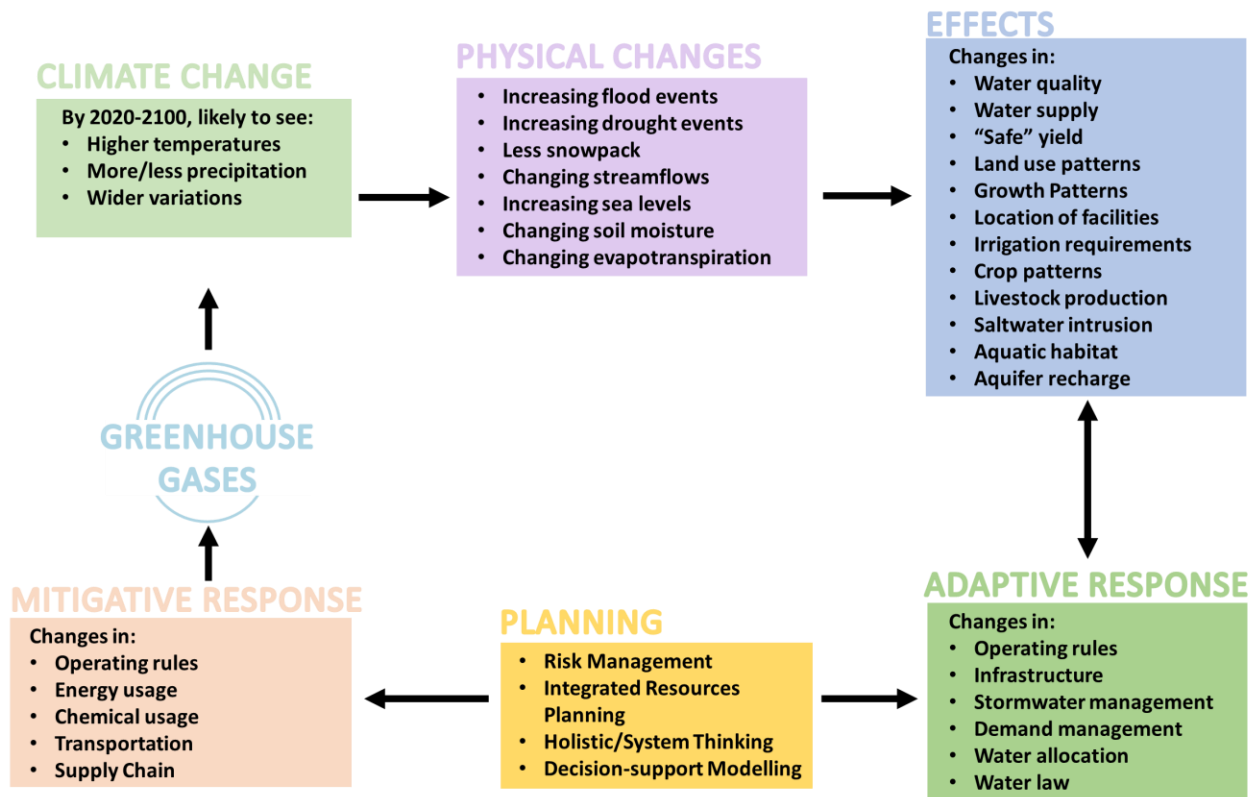 CLIMATE CHANGE
By 2020-2100, likely to see:
• Higher temperatures
• More/less precipitation
• Wider variations
PHYSICAL CHANGES
• Increasing flood events
• Increasing drought events
• Less snowpack
• Changing streamflows
• Increasing sea levels
• Changing soil moisture
• Changing evapotranspiration
EFFECTS
Changes in:
• Water quality
• Water supply
• “Safe” yield
• Land use patterns
• Growth Patterns
• Location of facilities
• Irrigation requirements
• Crop patterns
• Livestock production
• Saltwater intrusion
• Aquatic habitat
• Aquifer recharge
GREENHOUSE
GASES
MITIGATIVE RESPONSE
Changes in:
• Operating rules
• Energy usage
• Chemical usage
• Transportation
• Supply Chain
PLANNING
• Risk Management
• Integrated Resources
Planning
• Holistic/System Thinking
• Decision-support Modelling
ADAPTIVE RESPONSE
Changes in:
• Operating rules
• Infrastructure
• Stormwater management
• Demand management
• Water allocation
• Water law